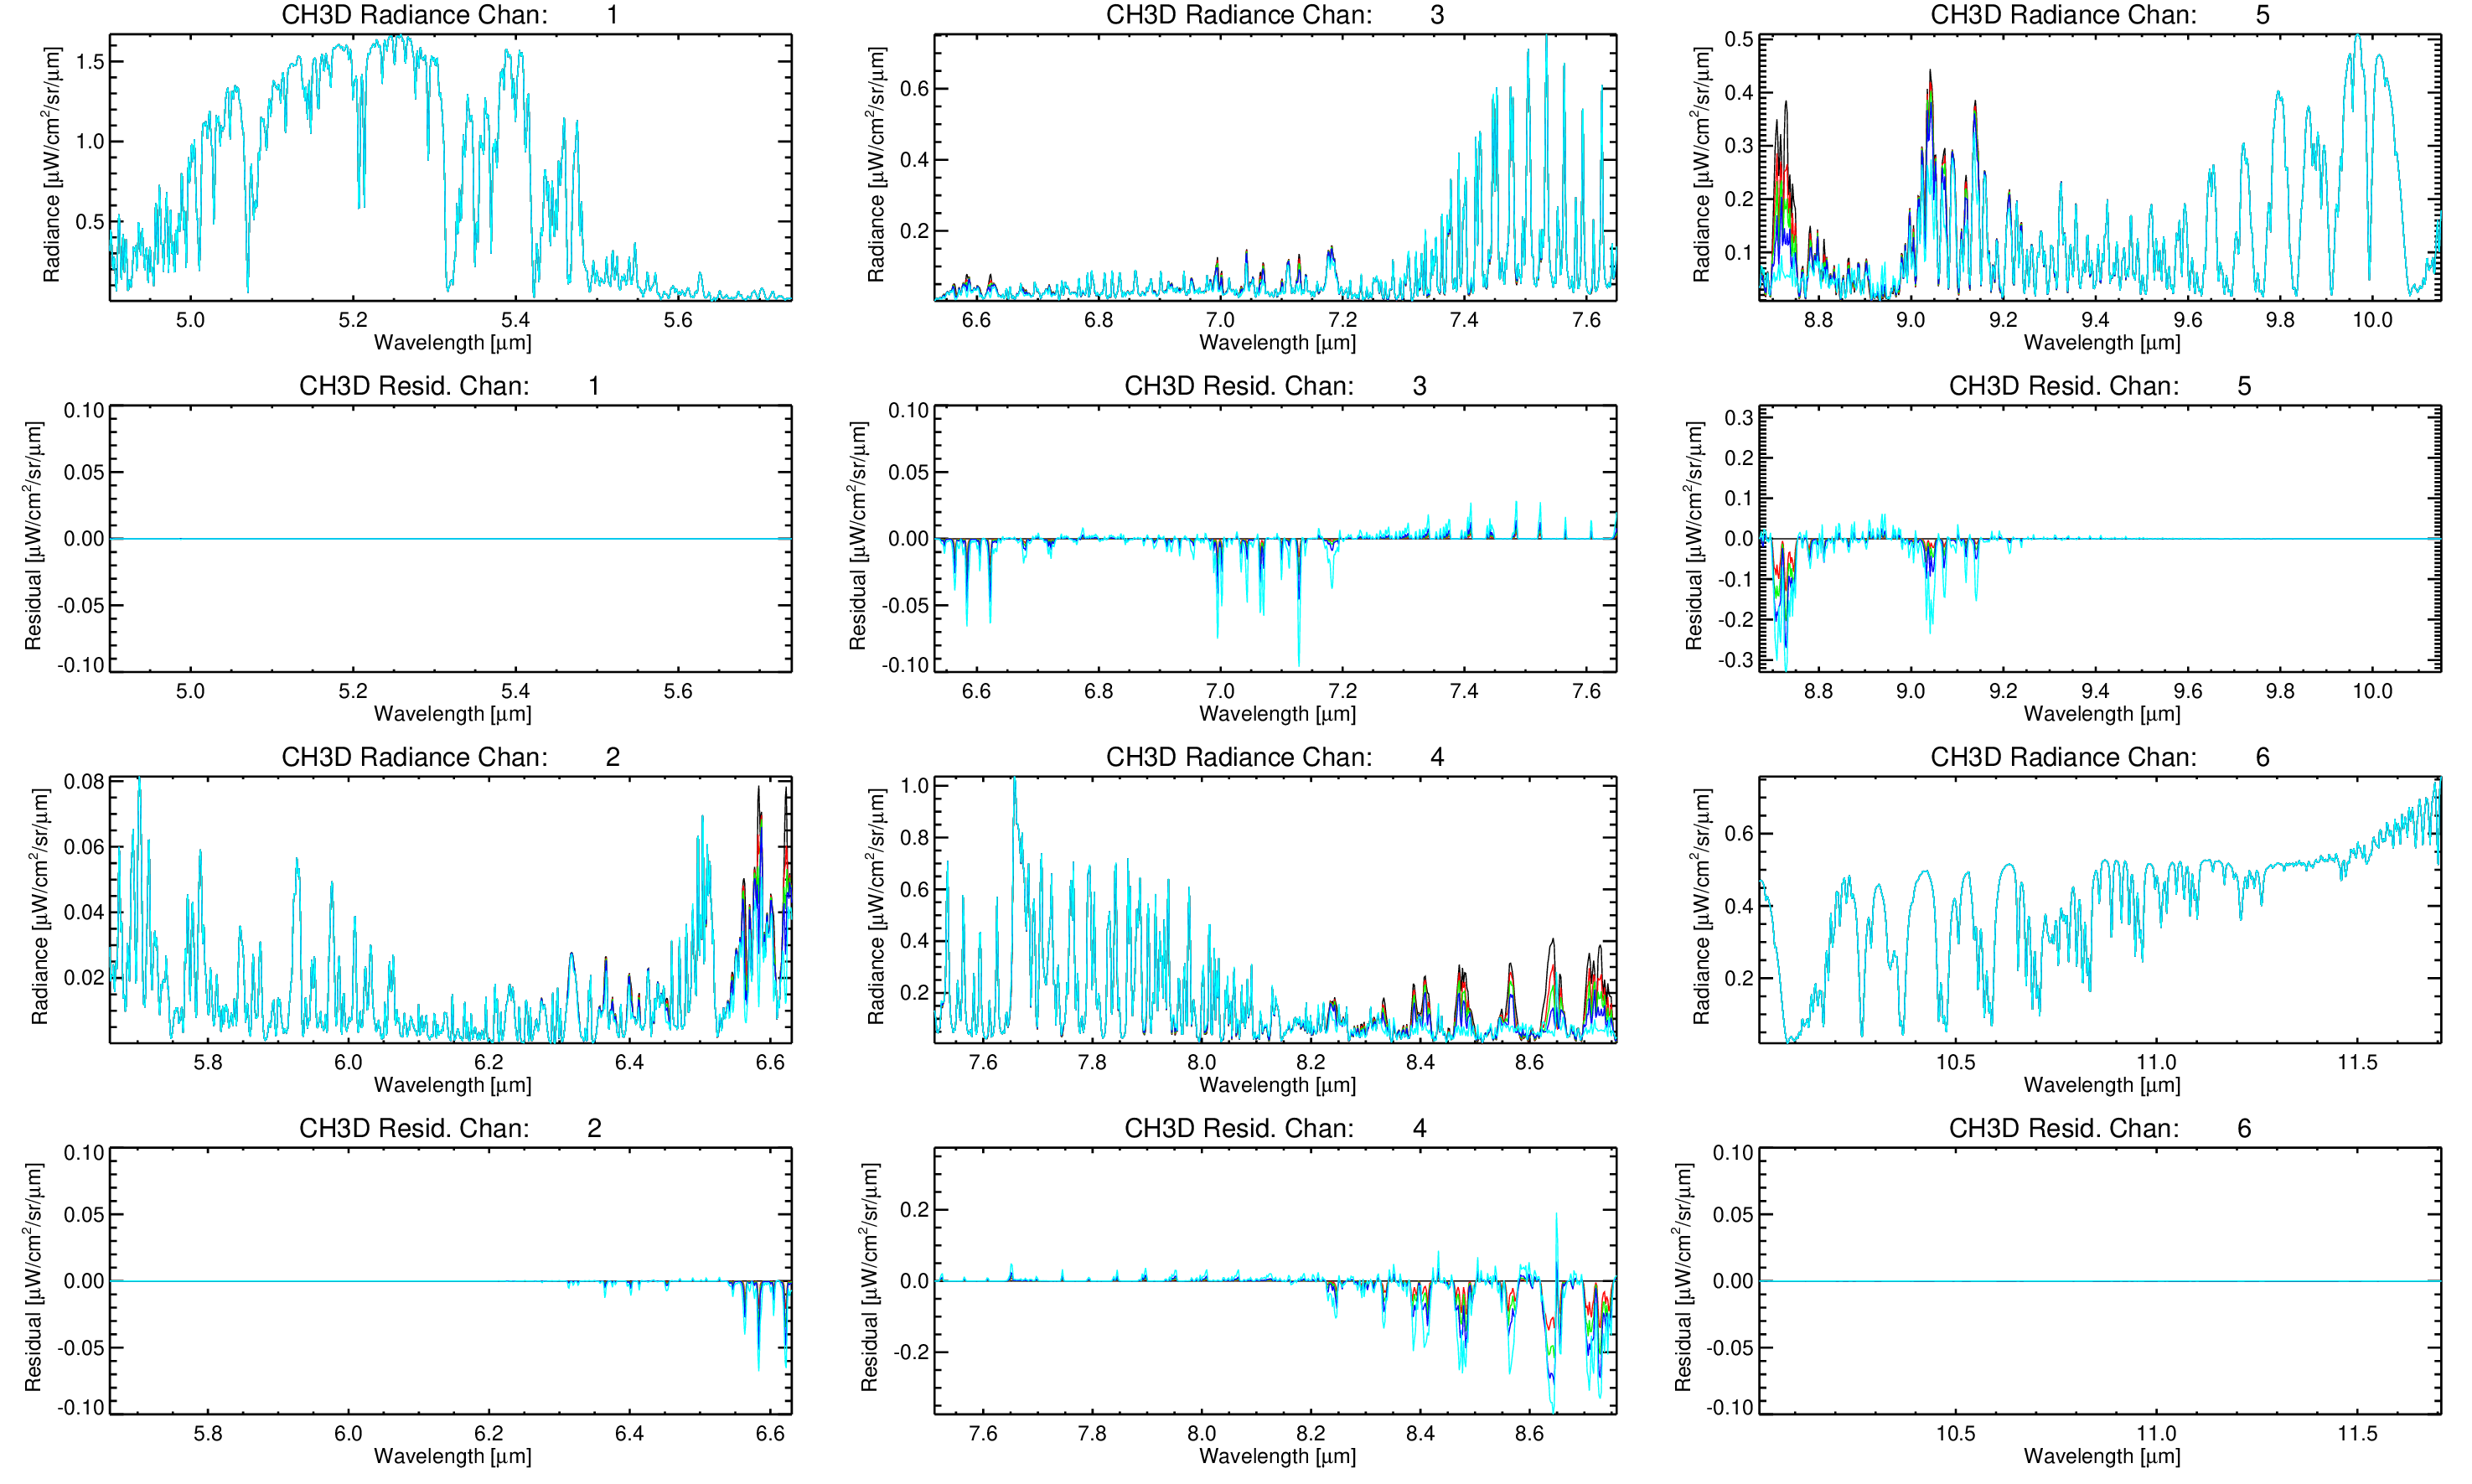 CH3D Radiance Chan: 1
Radiance [μW/cm²/sr/μm]
1.5
1.0
0.5
5.0 5.2 5.4 5.6
Wavelength [μm]
CH3D Radiance Chan: 3
Radiance [μW/cm²/sr/μm]
0.6
0.4
0.2
6.6 6.8 7.0 7.2 7.4 7.6
Wavelength [μm]
CH3D Radiance Chan: 5
Radiance [μW/cm²/sr/μm]
0.5
0.4
0.3
0.2
0.1
8.8 9.0 9.2 9.4 9.6 9.8 10.0
Wavelength [μm]
CH3D Resid. Chan: 1
Residual [μW/cm²/sr/μm]
0.10
0.05
0.00
-0.05
-0.10
5.0 5.2 5.4 5.6
Wavelength [μm]
CH3D Resid. Chan: 3
Residual [μW/cm²/sr/μm]
0.10
0.05
0.00
-0.05
-0.10
6.6 6.8 7.0 7.2 7.4 7.6
Wavelength [μm]
CH3D Resid. Chan: 5
Residual [μW/cm²/sr/μm]
0.3
0.2
0.1
0.0
-0.1
-0.2
-0.3
8.8 9.0 9.2 9.4 9.6 9.8 10.0
Wavelength [μm]
CH3D Radiance Chan: 2
Radiance [μW/cm²/sr/μm]
0.08
0.06
0.04
0.02
5.8 6.0 6.2 6.4 6.6
Wavelength [μm]
CH3D Radiance Chan: 4
Radiance [μW/cm²/sr/μm]
1.0
0.8
0.6
0.4
0.2
7.6 7.8 8.0 8.2 8.4 8.6
Wavelength [μm]
CH3D Radiance Chan: 6
Radiance [μW/cm²/sr/μm]
0.6
0.4
0.2
10.5 11.0 11.5
Wavelength [μm]
CH3D Resid. Chan: 2
Residual [μW/cm²/sr/μm]
0.10
0.05
0.00
-0.05
-0.10
5.8 6.0 6.2 6.4 6.6
Wavelength [μm]
CH3D Resid. Chan: 4
Residual [μW/cm²/sr/μm]
0.2
0.0
-0.2
7.6 7.8 8.0 8.2 8.4 8.6
Wavelength [μm]
CH3D Resid. Chan: 6
Residual [μW/cm²/sr/μm]
0.10
0.05
0.00
-0.05
-0.10
10.5 11.0 11.5
Wavelength [μm]